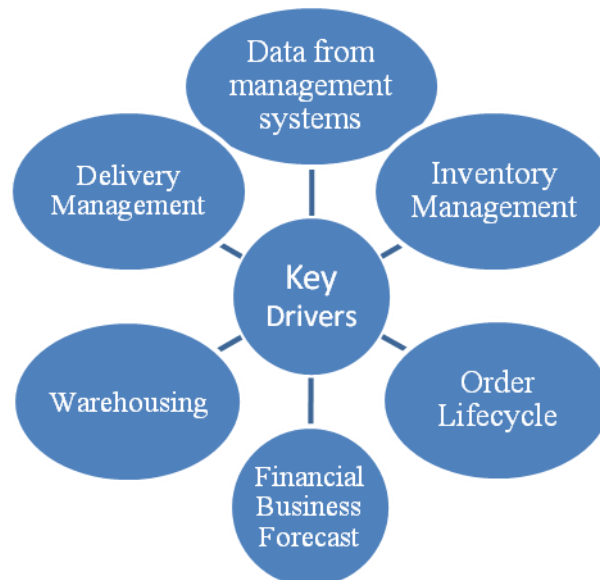 Data from
management
systems
Delivery
Management
Inventory
Management
Key
Drivers
Warehousing
Order
Lifecycle
Financial
Business
Forecast